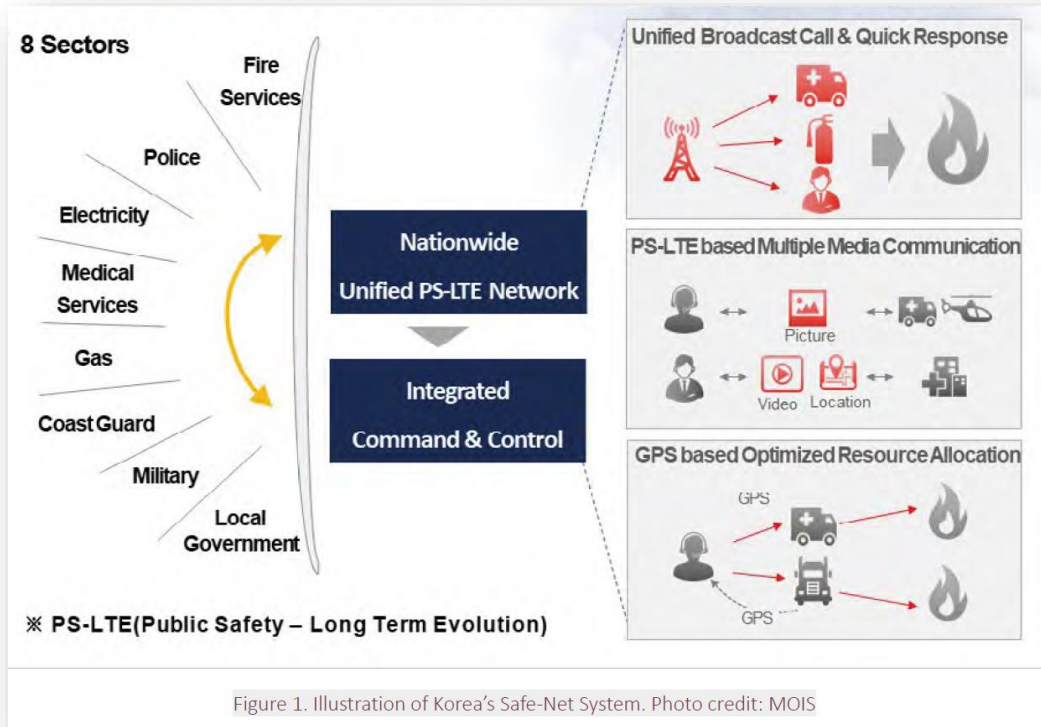 8 Sectors
Fire
Services
Police
Electricity
Medical
Services
Gas
Coast Guard
Military
Local
Government
Nationwide
Unified PS-LTE Network
Integrated
Command & Control
Unified Broadcast Call & Quick Response
PS-LTE based Multiple Media Communication
Picture
Video
Location
GPS based Optimized Resource Allocation
GPS
GPS
※ PS-LTE(Public Safety – Long Term Evolution)
Figure 1. Illustration of Korea's Safe-Net System. Photo credit: MOIS